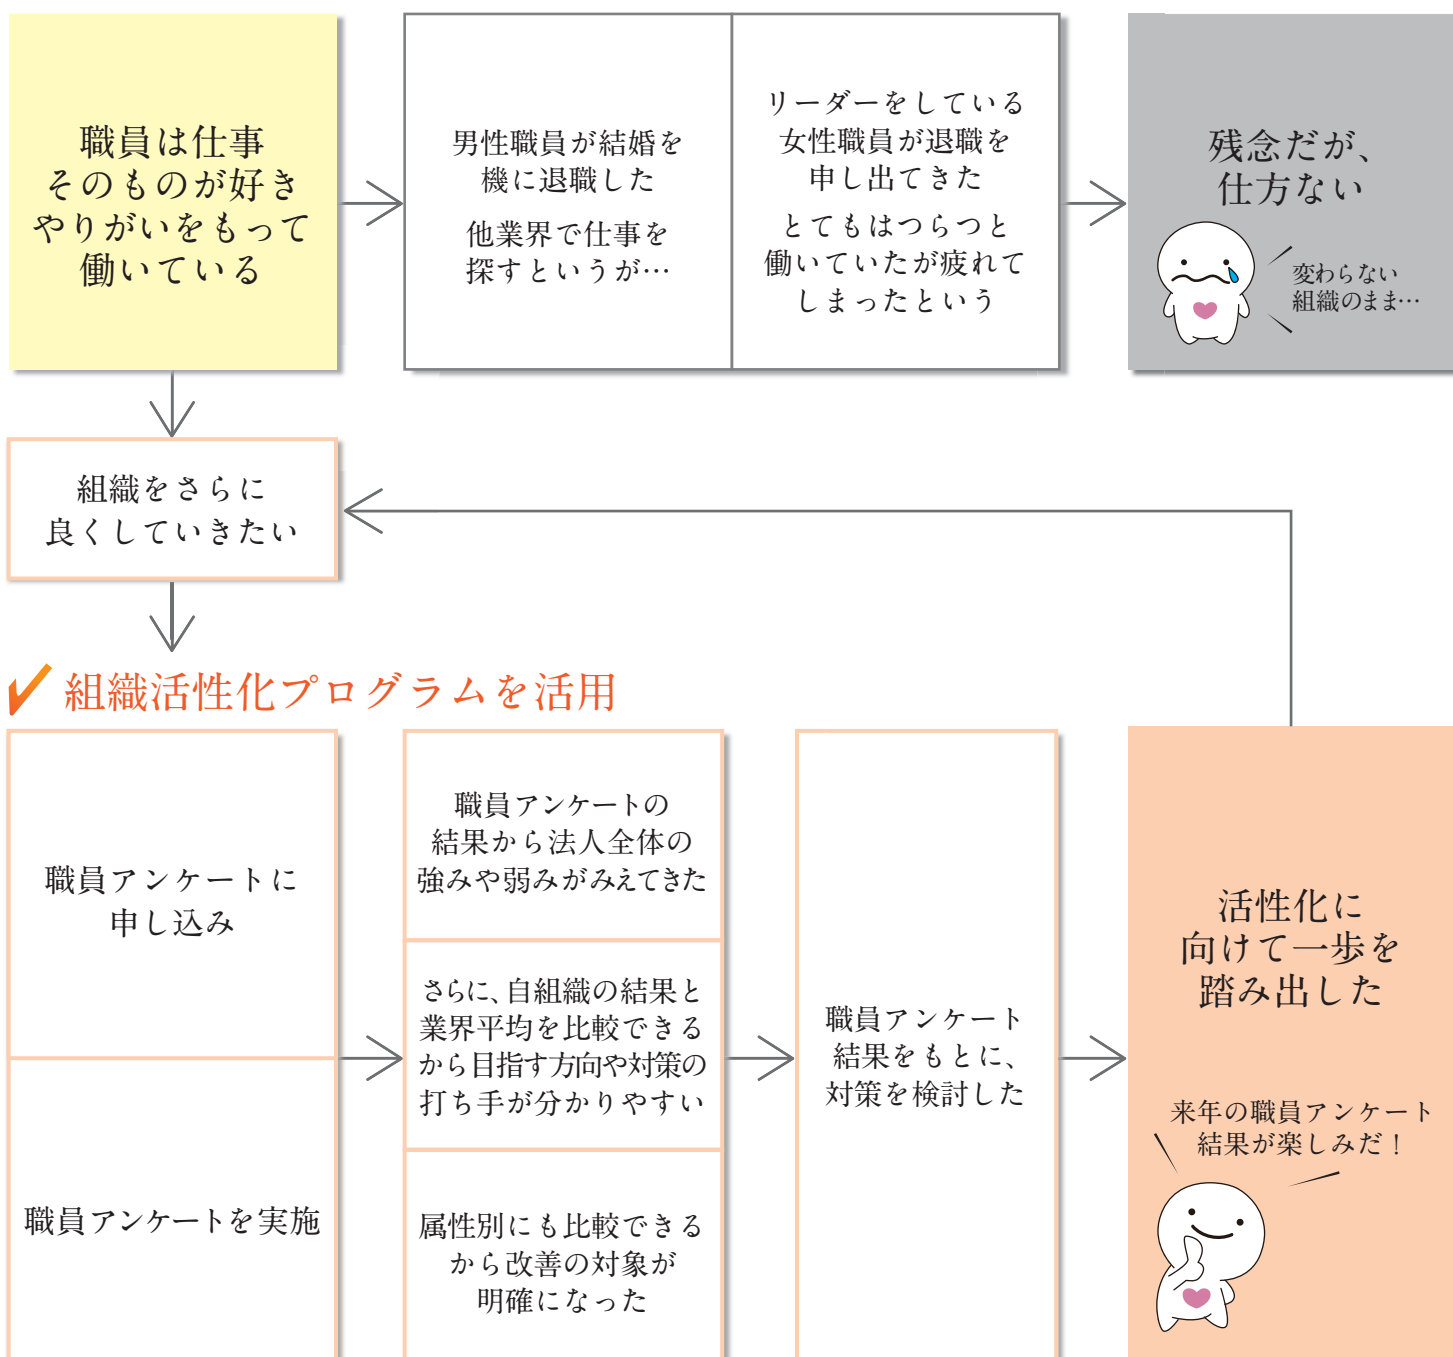 職員は仕事
そのものが好き
やりがいをもって
働いている
男性職員が結婚を
機に退職した
他業界で仕事を
探すというが…
リーダーをしている
女性職員が退職を
申し出てきた
とてもはつらつと
働いていたが疲れて
しまったという
残念だが、
仕方ない
変わらない
組織のまま…
組織をさらに
良くしていきたい
組織活性化プログラムを活用
職員アンケートに
申し込み
職員アンケートを実施
職員アンケートの
結果から法人全体の
強みや弱みがみえてきた
さらに、自組織の結果と
業界平均を比較できる
から目指す方向や対策の
打ち手が分かりやすい
属性別にも比較できる
から改善の対象が
明確になった
職員アンケート
結果をもとに、
対策を検討した
活性化に
向けて一歩を
踏み出した
来年の職員アンケート
結果が楽しみだ！